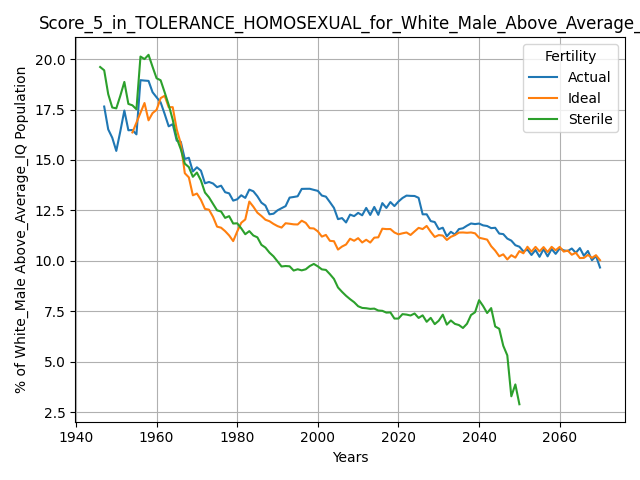 Score_5_in_TOLERANCE_HOMOSEXUAL_for_White_Male_Above_Average_
% of White_Male Above_Average_IQ Population
20.0
17.5
15.0
12.5
10.0
7.5
5.0
2.5
Fertility
Actual
Ideal
Sterile
1940 1960 1980 2000 2020 2040 2060
Years